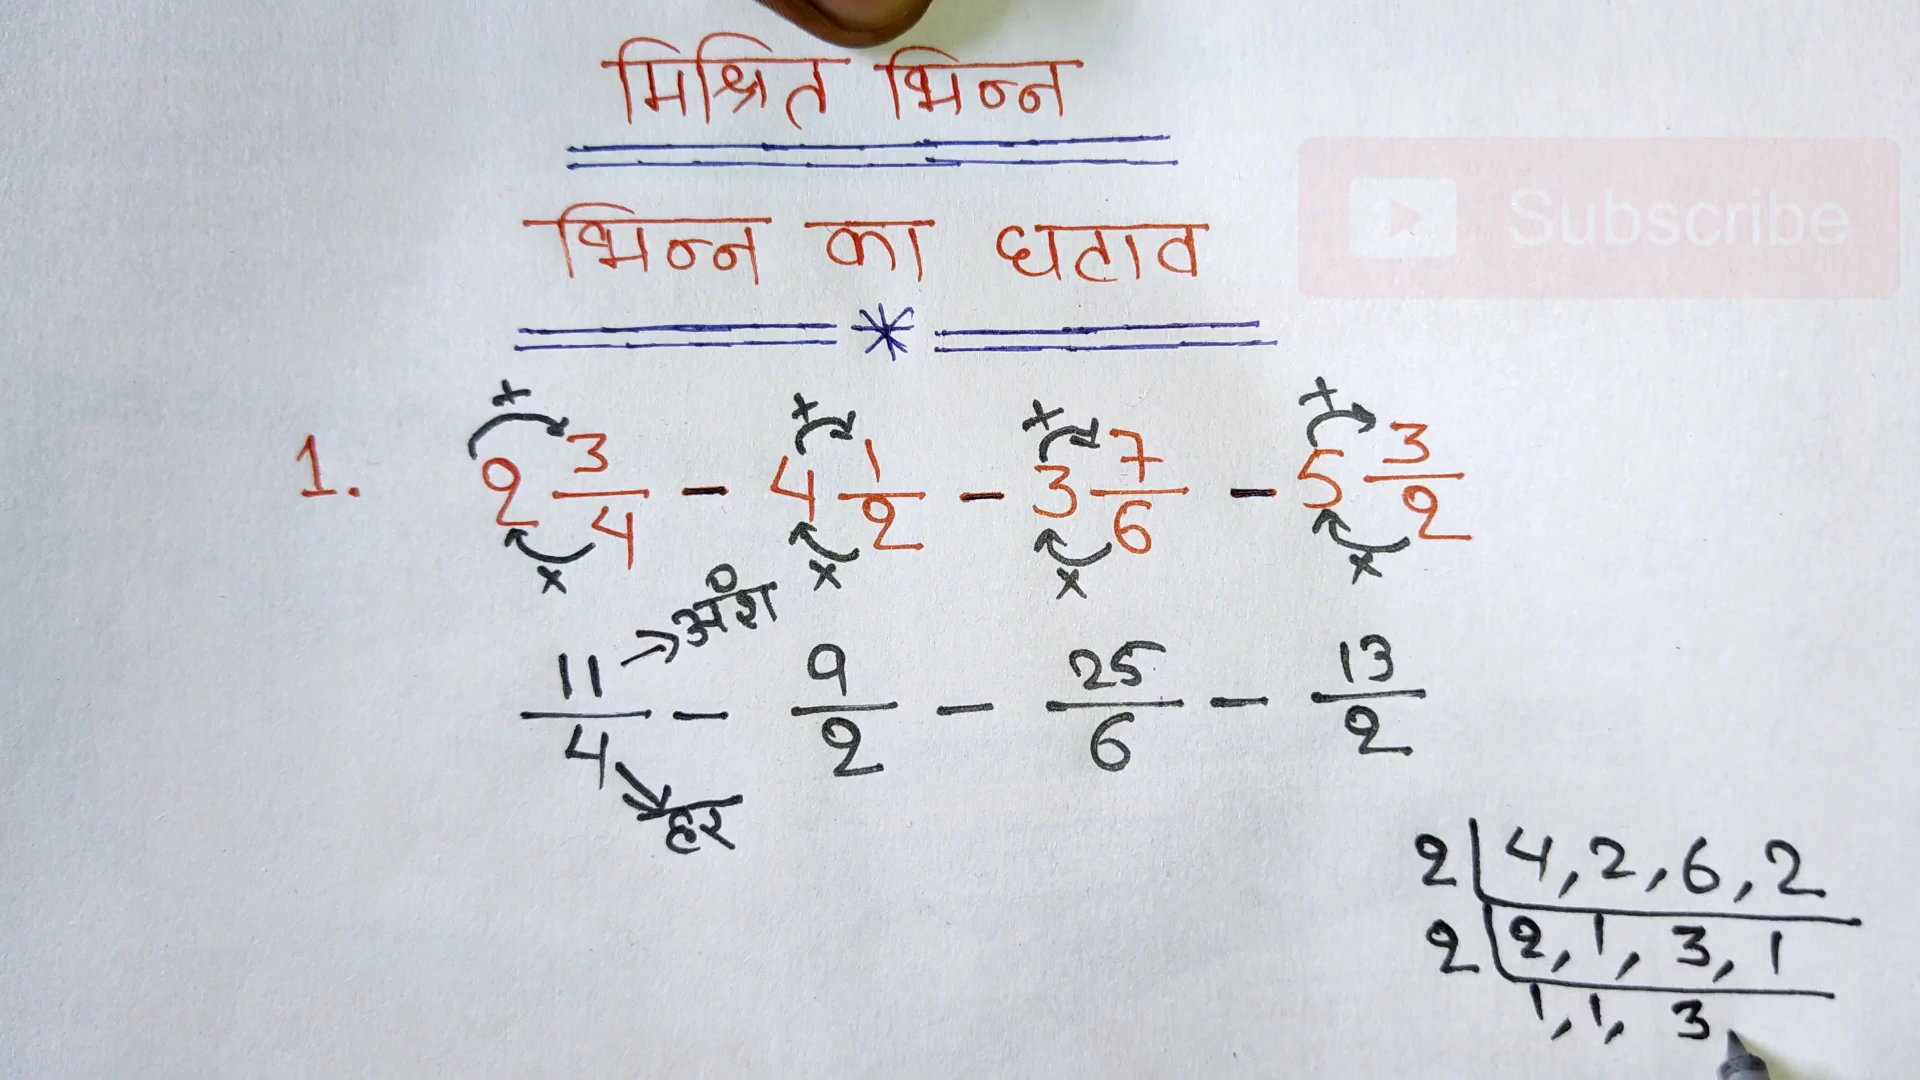 मिश्रित भिन्न
Subscribe
भिन्न का घटाव
*
1. 2 3/4 - 4 1/2 - 3 7/6 - 5 3/2
+ + + +
x x x x
11/4 - 9/2 - 25/6 - 13/2
अंश
हर
2 | 4, 2, 6, 2
2 | 2, 1, 3, 1
1, 1, 3,